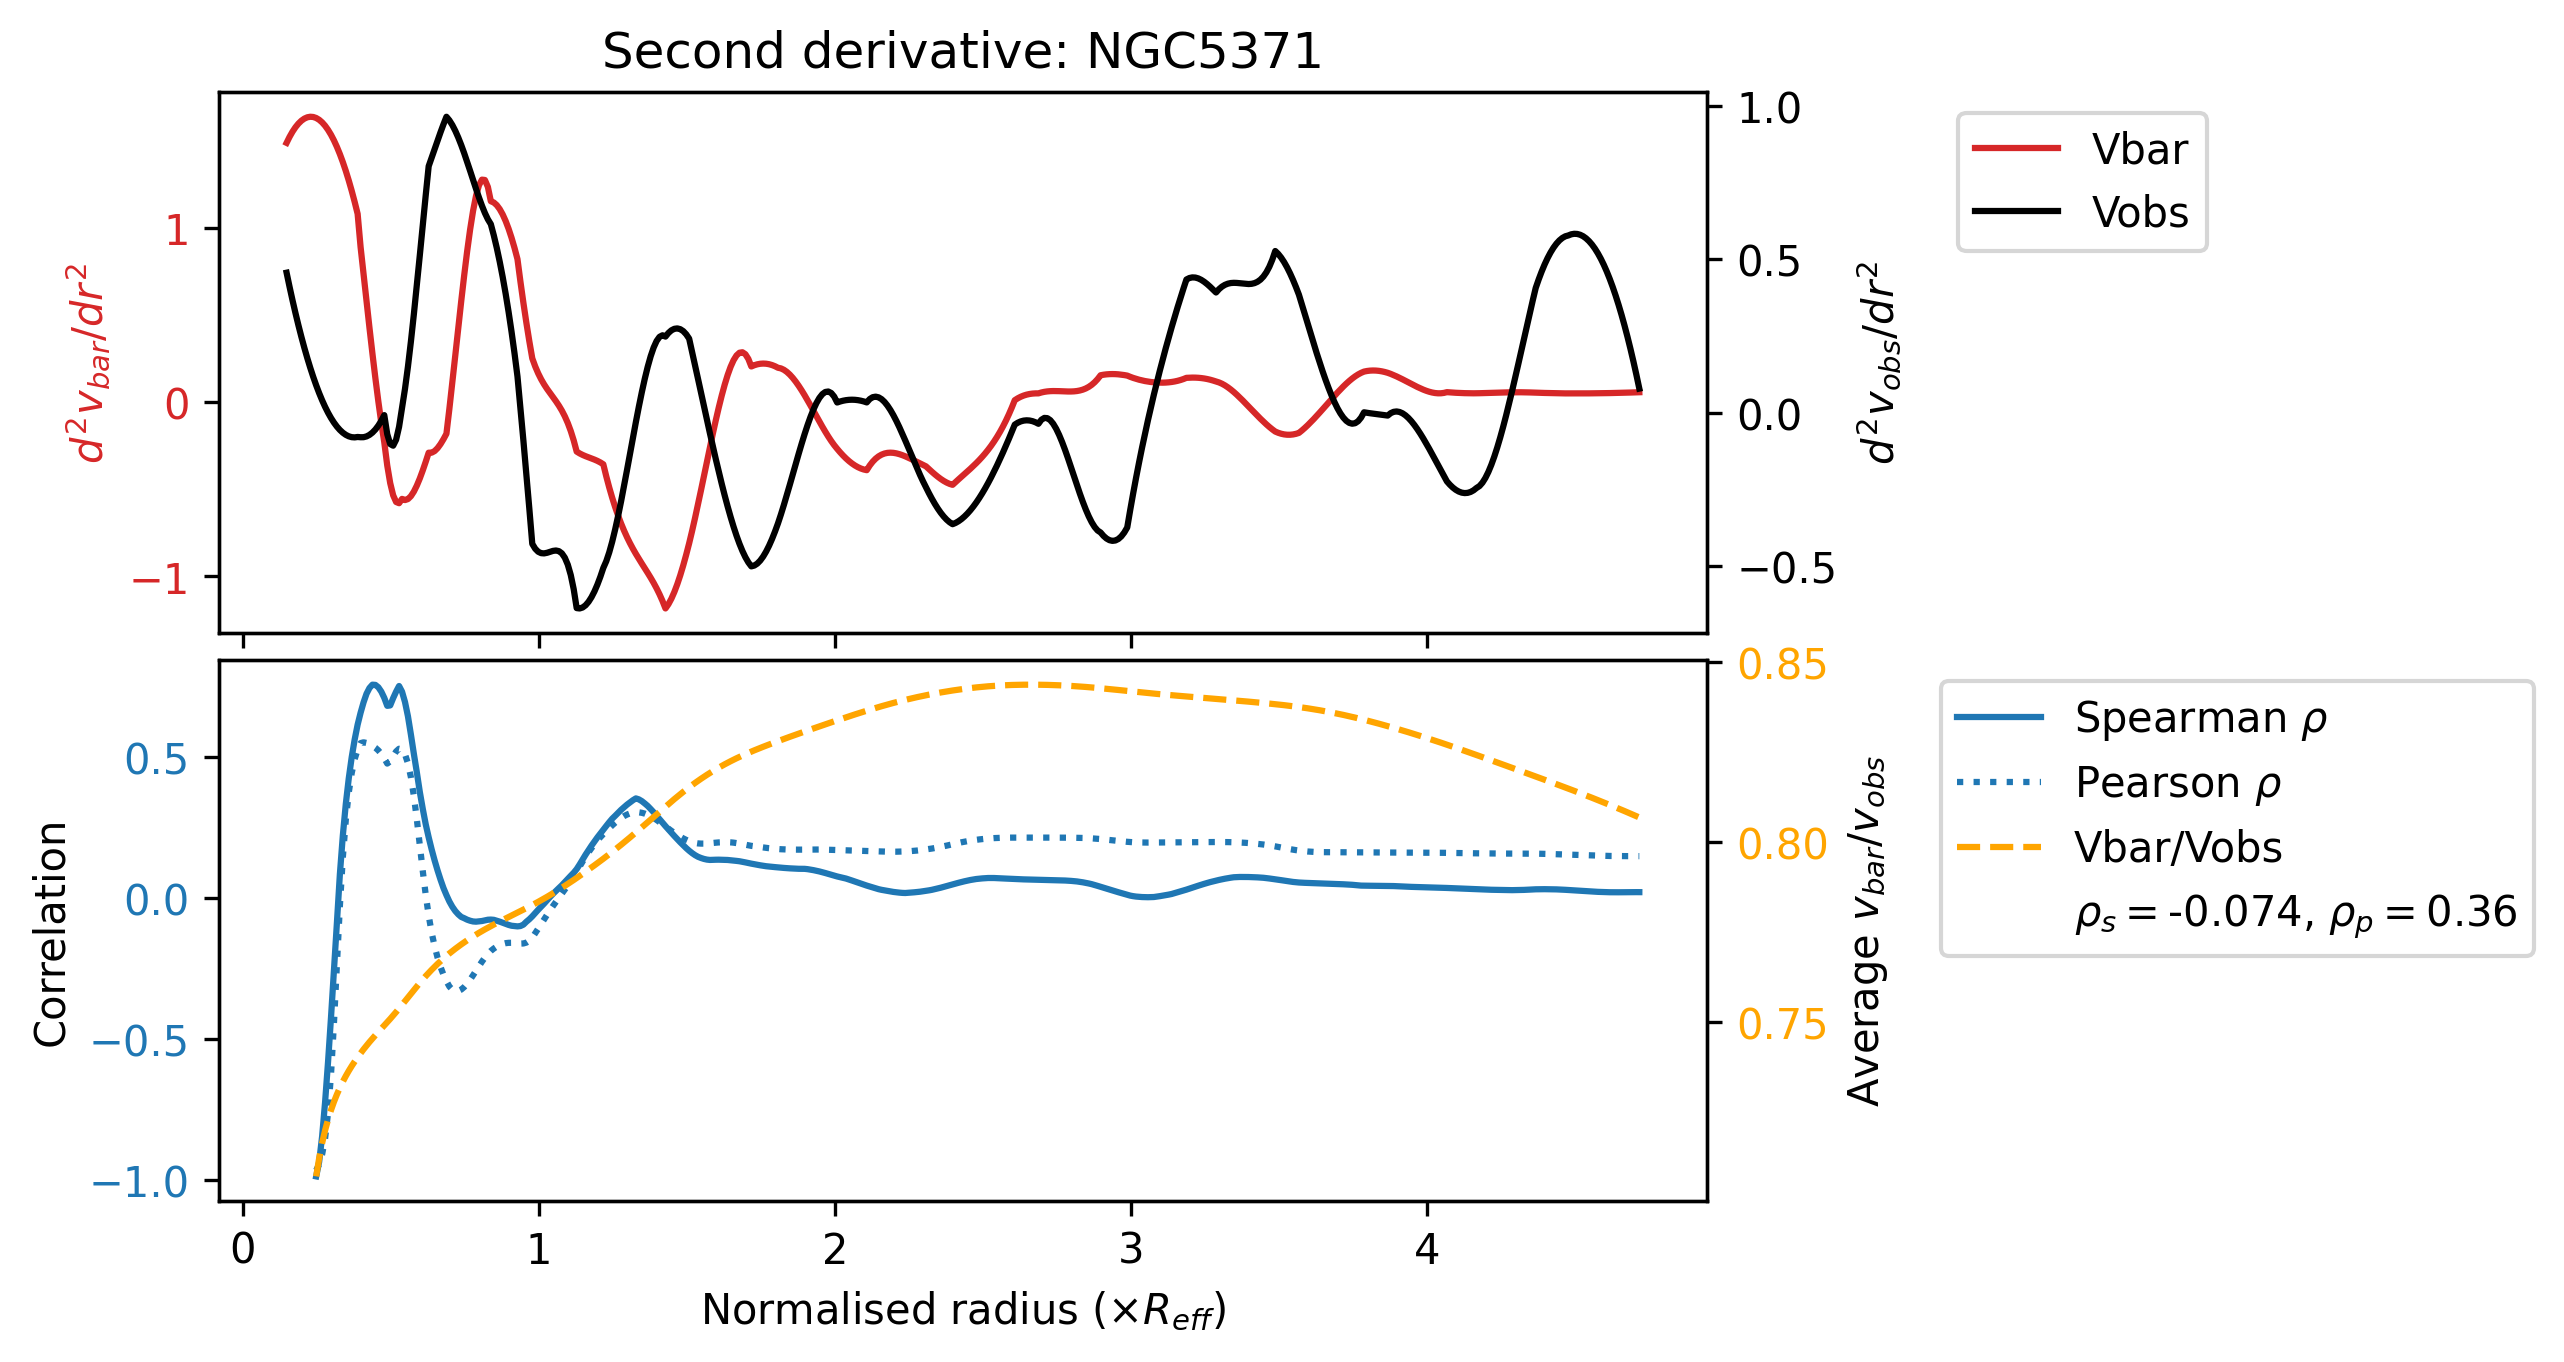 Second derivative: NGC5371
1
0
−1
d²v_bar/dr²
1.0
0.5
0.0
−0.5
d²v_obs/dr²
Vbar
Vobs
0.5
0.0
−0.5
−1.0
Correlation
0.85
0.80
0.75
Average v_bar/v_obs
Spearman ρ
Pearson ρ
Vbar/Vobs
ρ_s = -0.074, ρ_p = 0.36
0 1 2 3 4
Normalised radius (×R_eff)